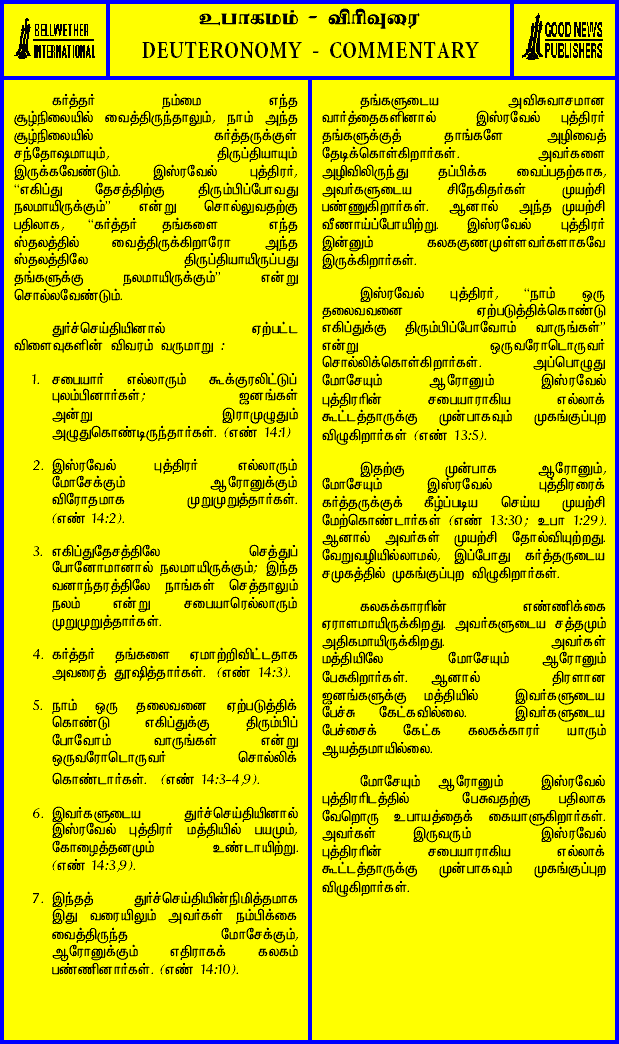 BELLWETHER
INTERNATIONAL
உபாகமம் - விரிவுரை
DEUTERONOMY - COMMENTARY
GOOD NEWS
PUBLISHERS
கர்த்தர் நம்மை எந்த
சூழ்நிலையில் வைத்திருந்தாலும், நாம் அந்த
சூழ்நிலையில் கர்த்தருக்குள்
சந்தோஷமாயும், திருப்தியாயும்
இருக்கவேண்டும். இஸ்ரவேல் புத்திரர்,
“எகிப்து தேசத்திற்கு திரும்பிப்போவது
நலமாயிருக்கும்” என்று சொல்லுவதற்கு
பதிலாக, “கர்த்தர் தங்களை எந்த
ஸ்தலத்தில் வைத்திருக்கிறாரோ அந்த
ஸ்தலத்திலே திருப்தியாயிருப்பது
தங்களுக்கு நலமாயிருக்கும்” என்று
சொல்லவேண்டும்.
துர்ச்செய்தியினால் ஏற்பட்ட
விளைவுகளின் விவரம் வருமாறு :
1. சபையார் எல்லாரும் கூக்குரலிட்டுப்
புலம்பினார்கள்; ஜனங்கள்
அன்று இராமுழுதும்
அழுதுகொண்டிருந்தார்கள். (எண் 14:1)
2. இஸ்ரவேல் புத்திரர் எல்லாரும்
மோசேக்கும் ஆரோனுக்கும்
விரோதமாக முறுமுறுத்தார்கள்.
(எண் 14:2).
3. எகிப்துதேசத்திலே செத்துப்
போனோமானால் நலமாயிருக்கும்; இந்த
வனாந்தரத்திலே நாங்கள் செத்தாலும்
நலம் என்று சபையாரெல்லாரும்
முறுமுறுத்தார்கள்.
4. கர்த்தர் தங்களை ஏமாற்றிவிட்டதாக
அவரைத் தூஷித்தார்கள். (எண் 14:3).
5. நாம் ஒரு தலைவனை ஏற்படுத்திக்
கொண்டு எகிப்துக்கு திரும்பிப்
போவோம் வாருங்கள் என்று
ஒருவரோடொருவர் சொல்லிக்
கொண்டார்கள். (எண் 14:3-4,9).
6. இவர்களுடைய துர்ச்செய்தியினால்
இஸ்ரவேல் புத்திரர் மத்தியில் பயமும்,
கோழைத்தனமும் உண்டாயிற்று.
(எண் 14:3,9).
7. இந்தத் துர்ச்செய்தியின்நிமித்தமாக
இது வரையிலும் அவர்கள் நம்பிக்கை
வைத்திருந்த மோசேக்கும்,
ஆரோனுக்கும் எதிராகக் கலகம்
பண்ணினார்கள். (எண் 14:10).
தங்களுடைய அவிசுவாசமான
வார்த்தைகளினால் இஸ்ரவேல் புத்திரர்
தங்களுக்குத் தாங்களே அழிவைத்
தேடிக்கொள்கிறார்கள். அவர்களை
அழிவிலிருந்து தப்பிக்க வைப்பதற்காக,
அவர்களுடைய சிநேகிதர்கள் முயற்சி
பண்ணுகிறார்கள். ஆனால் அந்த முயற்சி
வீணாய்ப்போயிற்று. இஸ்ரவேல் புத்திரர்
இன்னும் கலககுணமுள்ளவர்களாகவே
இருக்கிறார்கள்.
இஸ்ரவேல் புத்திரர், “நாம் ஒரு
தலைவவனை ஏற்படுத்திக்கொண்டு
எகிப்துக்கு திரும்பிப்போவோம் வாருங்கள்”
என்று ஒருவரோடொருவர்
சொல்லிக்கொள்கிறார்கள். அப்பொழுது
மோசேயும் ஆரோனும் இஸ்ரவேல்
புத்திரரின் சபையாராகிய எல்லாக்
கூட்டத்தாருக்கு முன்பாகவும் முகங்குப்புற
விழுகிறார்கள் (எண் 13:5).
இதற்கு முன்பாக ஆரோனும்,
மோசேயும் இஸ்ரவேல் புத்திரரைக்
கர்த்தருக்குக் கீழ்ப்படிய செய்ய முயற்சி
மேற்கொண்டார்கள் (எண் 13:30; உபா 1:29).
ஆனால் அவர்கள் முயற்சி தோல்வியுற்றது.
வேறுவழியில்லாமல், இப்போது கர்த்தருடைய
சமுகத்தில் முகங்குப்புற விழுகிறார்கள்.
கலகக்காரரின் எண்ணிக்கை
ஏராளமாயிருக்கிறது. அவர்களுடைய சத்தமும்
அதிகமாயிருக்கிறது. அவர்கள்
மத்தியிலே மோசேயும் ஆரோனும்
பேசுகிறார்கள். ஆனால் திரளான
ஜனங்களுக்கு மத்தியில் இவர்களுடைய
பேச்சு கேட்கவில்லை. இவர்களுடைய
பேச்சைக் கேட்க கலகக்காரர் யாரும்
ஆயத்தமாயில்லை.
மோசேயும் ஆரோனும் இஸ்ரவேல்
புத்திரரிடத்தில் பேசுவதற்கு பதிலாக
வேறொரு உபாயத்தைக் கையாளுகிறார்கள்.
அவர்கள் இருவரும் இஸ்ரவேல்
புத்திரரின் சபையாராகிய எல்லாக்
கூட்டத்தாருக்கு முன்பாகவும் முகங்குப்புற
விழுகிறார்கள்.